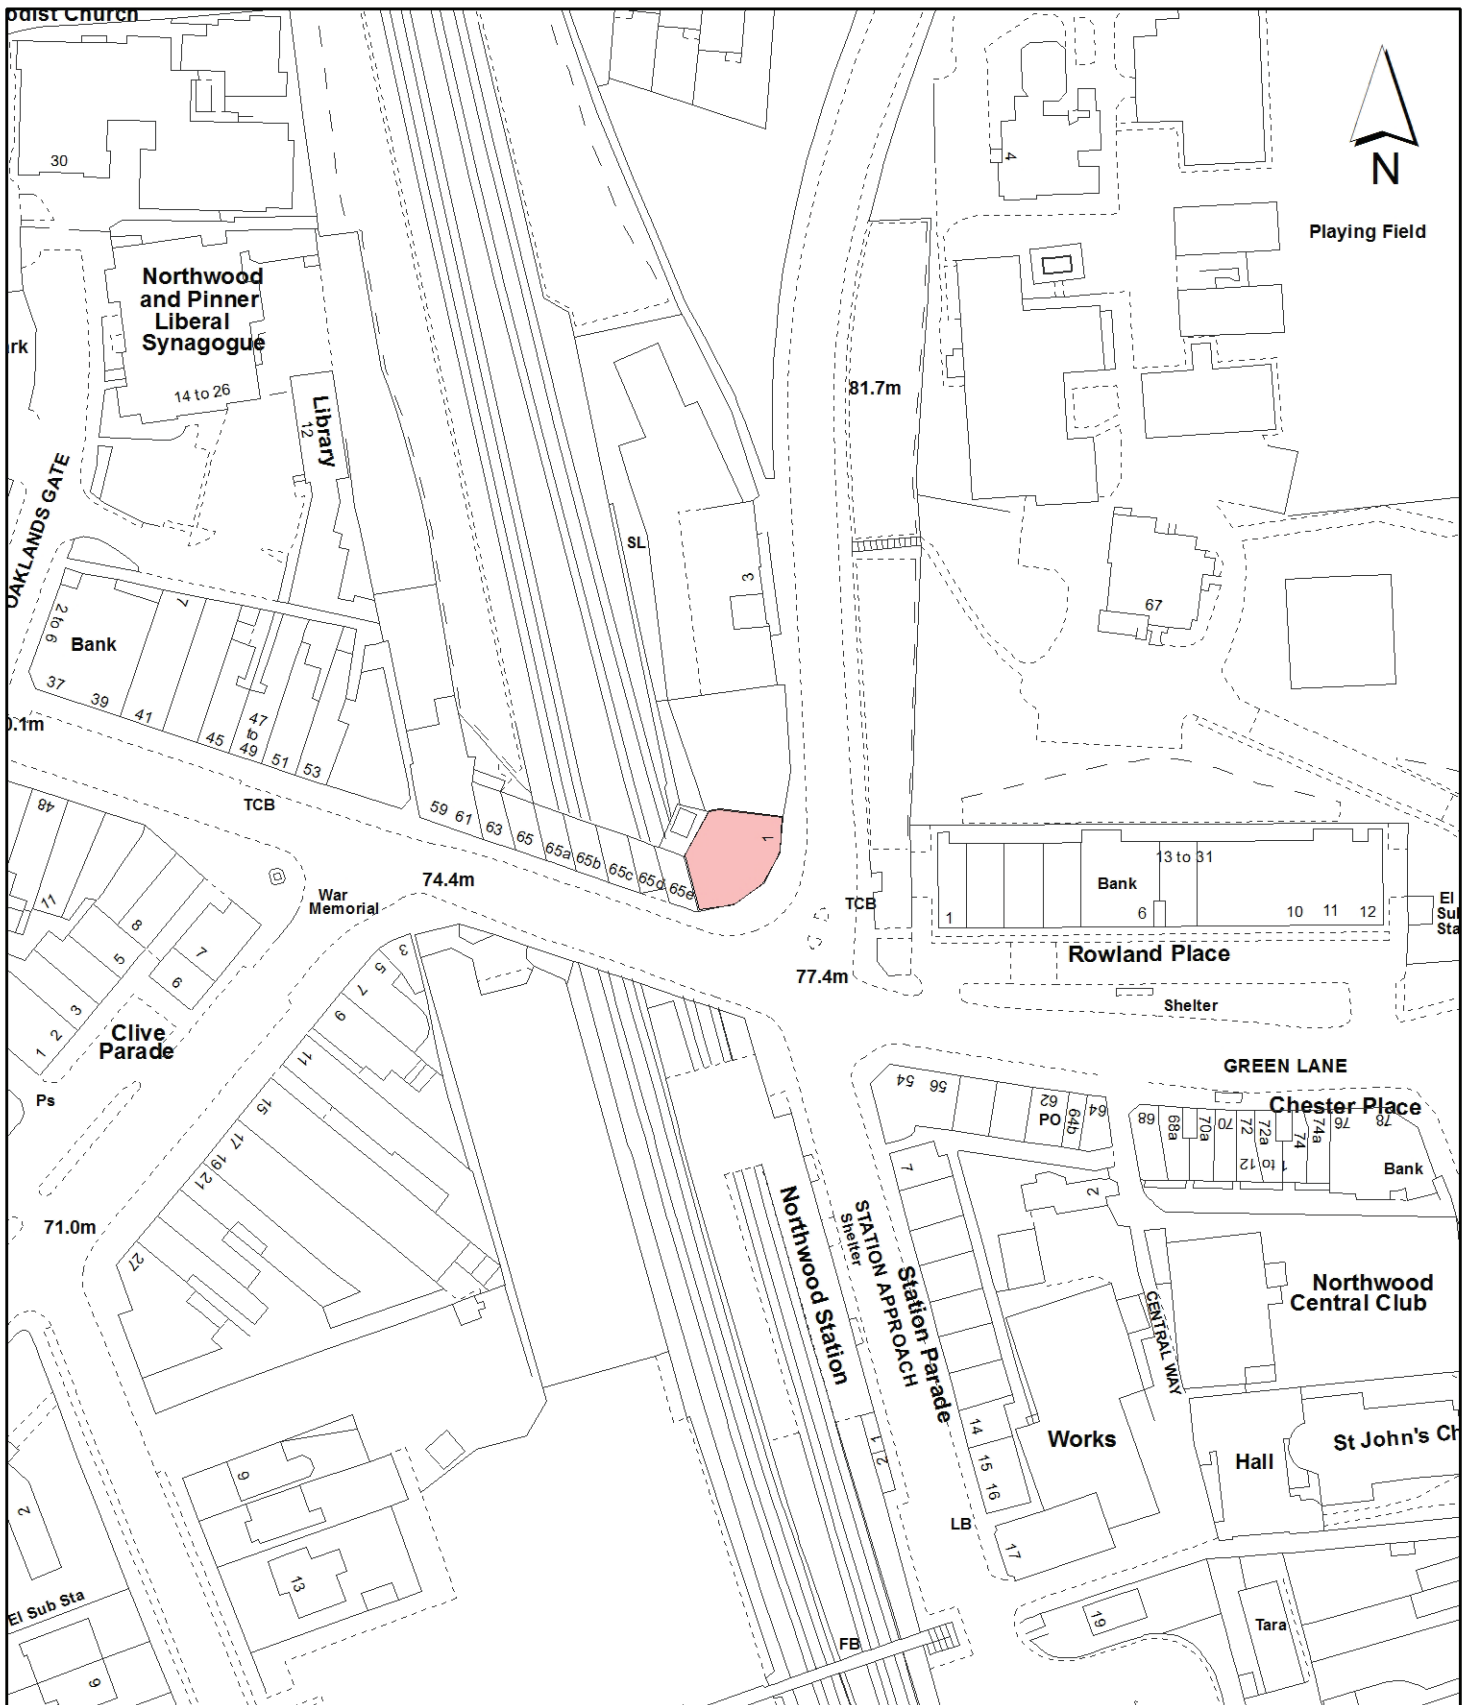 odist Church
N
30
4
Playing Field
Northwood
and Pinner
Liberal
Synagogue
14 to 26
ark
81.7m
Library
12
OAKLANDS GATE
SL
3
67
2 to 6
7
Bank
37
39
41
45
47
to
49
51
53
0.1m
TCB
48
59
61
63
65
65a
65b
65c
65d
65e
1
13 to 31
Bank
1
6
10
11
12
El
Sub
Sta
TCB
War
Memorial
74.4m
77.4m
Rowland Place
Shelter
11
8
7
5
6
3
2
1
Clive
Parade
Ps
3
5
7
9
11
15
17
19
21
27
71.0m
GREEN LANE
Chester Place
54
56
62
PO
64b
64
68
68a
70a
70
72
72a
74
74a
76
78
1 to 12
Bank
7
2
Northwood Station
Shelter
STATION APPROACH
Station Parade
CENTRAL WAY
Northwood
Central Club
1
2
14
15
16
17
Works
Hall
St John's Ch
LB
9
13
2
El Sub Sta
9
FB
19
Tara